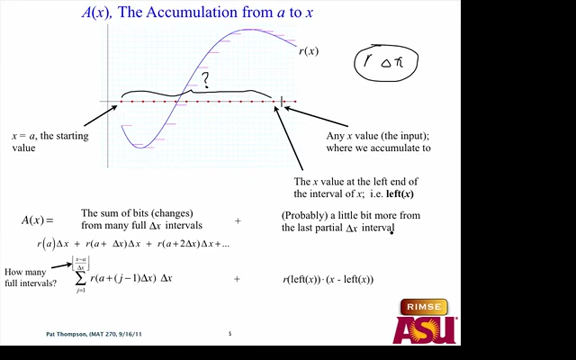 A(x), The Accumulation from a to x
r(x)
r Δx
?
x = a, the starting
value
Any x value (the input);
where we accumulate to
The x value at the left end of
the interval of x; i.e. left(x)
A(x)= The sum of bits (changes) + (Probably) a little bit more from
from many full Δx intervals the last partial Δx interval
r(a)Δx + r(a+ Δx)Δx + r(a+2Δx)Δx+...
How many
full intervals?
⌊(x−a)/Δx⌋
∑ r(a+(j−1)Δx) Δx + r(left(x))·(x - left(x))
j=1
RIMSE
ASU
Pat Thompson, (MAT 270, 9/16/11 5